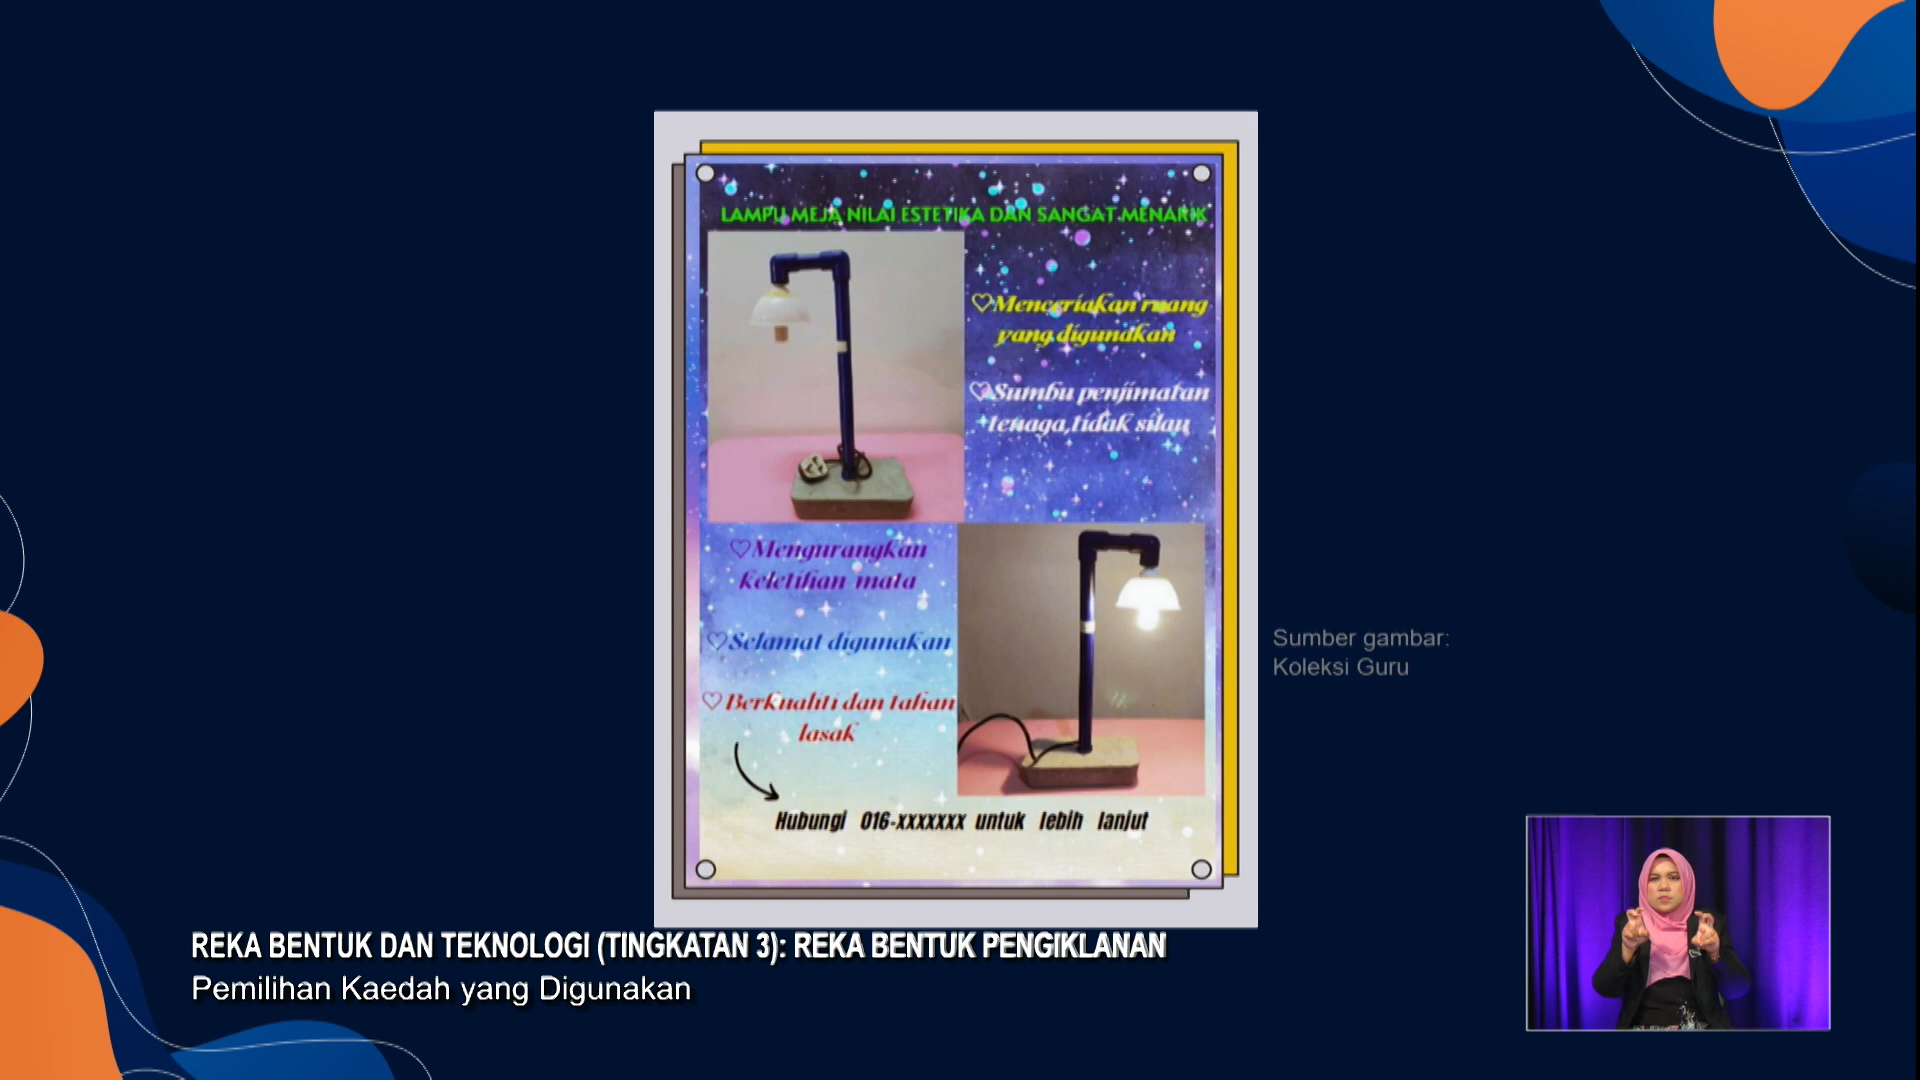 LAMPU MEJA NILAI ESTETIKA DAN SANGAT MENARIK
♡Menceriakan ruang
yang digunakan
♡Sumbu penjimatan
tenaga,tidak silau
♡Mengurangkan
keletihan mata
♡Selamat digunakan
♡Berkualiti dan tahan
lasak
Hubungi 016-xxxxxxx untuk lebih lanjut
Sumber gambar:
Koleksi Guru
REKA BENTUK DAN TEKNOLOGI (TINGKATAN 3): REKA BENTUK PENGIKLANAN
Pemilihan Kaedah yang Digunakan